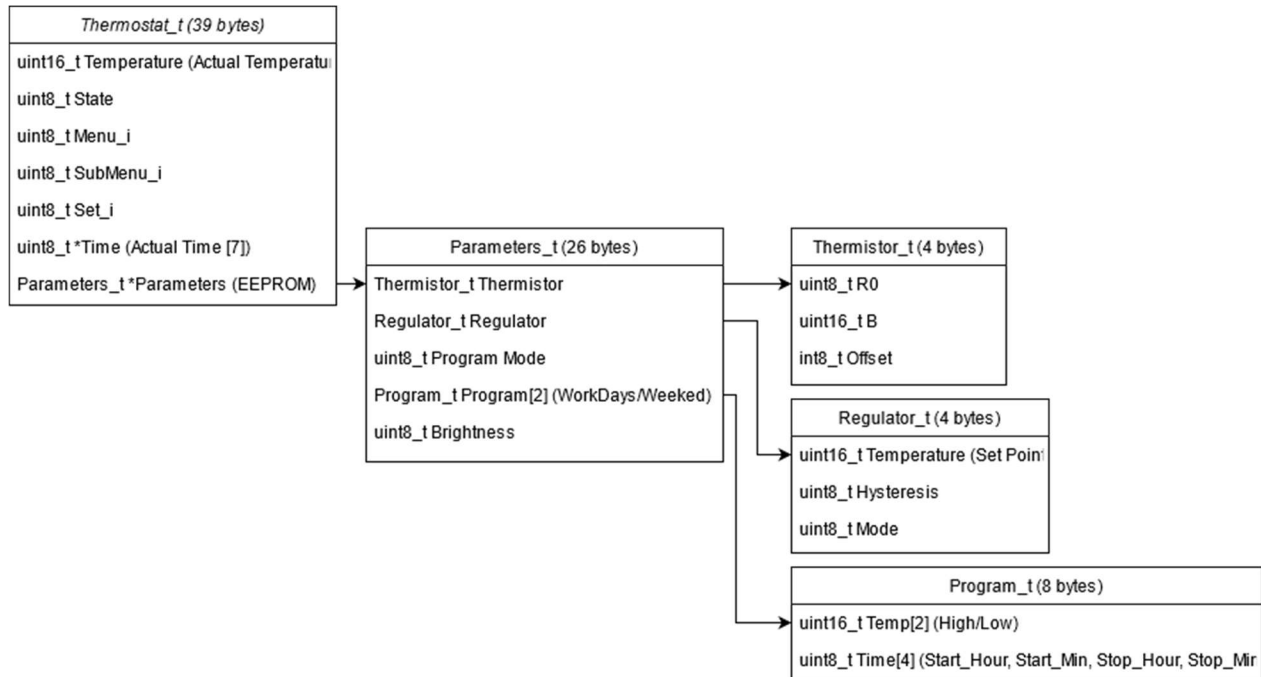 Thermostat_t (39 bytes)
uint16_t Temperature (Actual Temperatu
uint8_t State
uint8_t Menu_i
uint8_t SubMenu_i
uint8_t Set_i
uint8_t *Time (Actual Time [7])
Parameters_t *Parameters (EEPROM)
Parameters_t (26 bytes)
Thermistor_t Thermistor
Regulator_t Regulator
uint8_t Program Mode
Program_t Program[2] (WorkDays/Weeked)
uint8_t Brightness
Thermistor_t (4 bytes)
uint8_t R0
uint16_t B
int8_t Offset
Regulator_t (4 bytes)
uint16_t Temperature (Set Point
uint8_t Hysteresis
uint8_t Mode
Program_t (8 bytes)
uint16_t Temp[2] (High/Low)
uint8_t Time[4] (Start_Hour, Start_Min, Stop_Hour, Stop_Mir